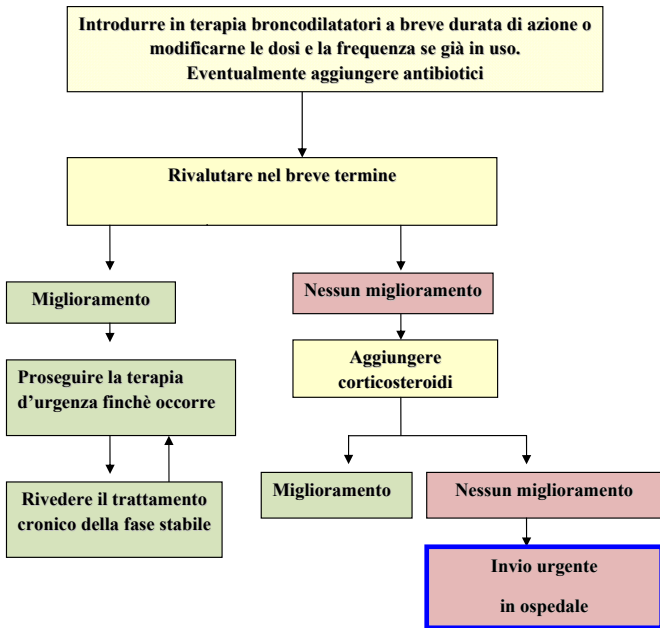 Introdurre in terapia broncodilatatori a breve durata di azione o
modificarne le dosi e la frequenza se già in uso.
Eventualmente aggiungere antibiotici
Rivalutare nel breve termine
Miglioramento
Nessun miglioramento
Proseguire la terapia
d'urgenza finchè occorre
Aggiungere
corticosteroidi
Rivedere il trattamento
cronico della fase stabile
Miglioramento
Nessun miglioramento
Invio urgente
in ospedale